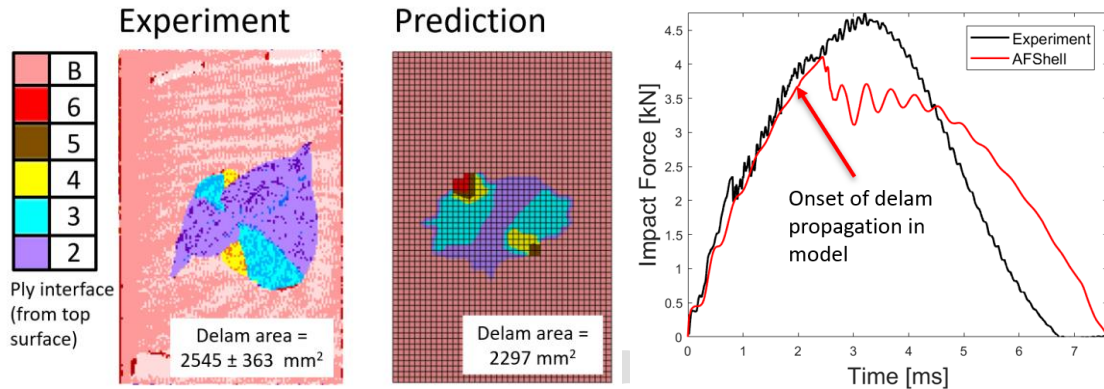 Experiment
Prediction
B
6
5
4
3
2
Ply interface
(from top
surface)
Delam area =
2545 ± 363 mm²
Delam area =
2297 mm²
Impact Force [kN]
4.5
4
3.5
3
2.5
2
1.5
1
0.5
0
0 1 2 3 4 5 6 7
Time [ms]
Experiment
AFShell
Onset of delam
propagation in
model